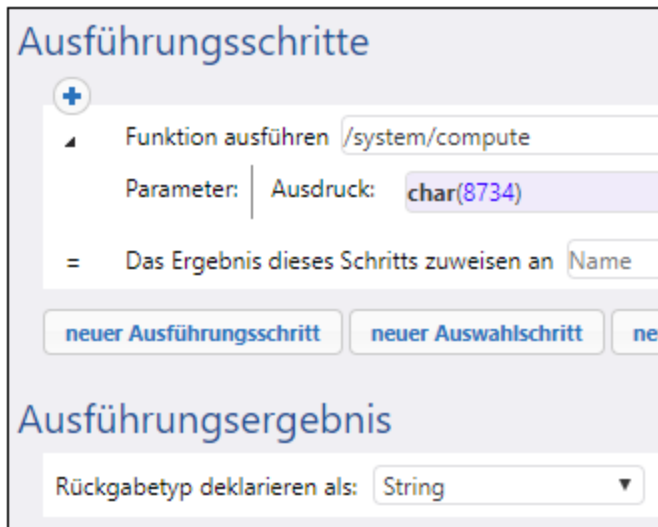 Ausführungsschritte
Funktion ausführen /system/compute
Parameter: Ausdruck: char(8734)
= Das Ergebnis dieses Schritts zuweisen an Name
neuer Ausführungsschritt neuer Auswahlschritt ne
Ausführungsergebnis
Rückgabetyp deklarieren als: String